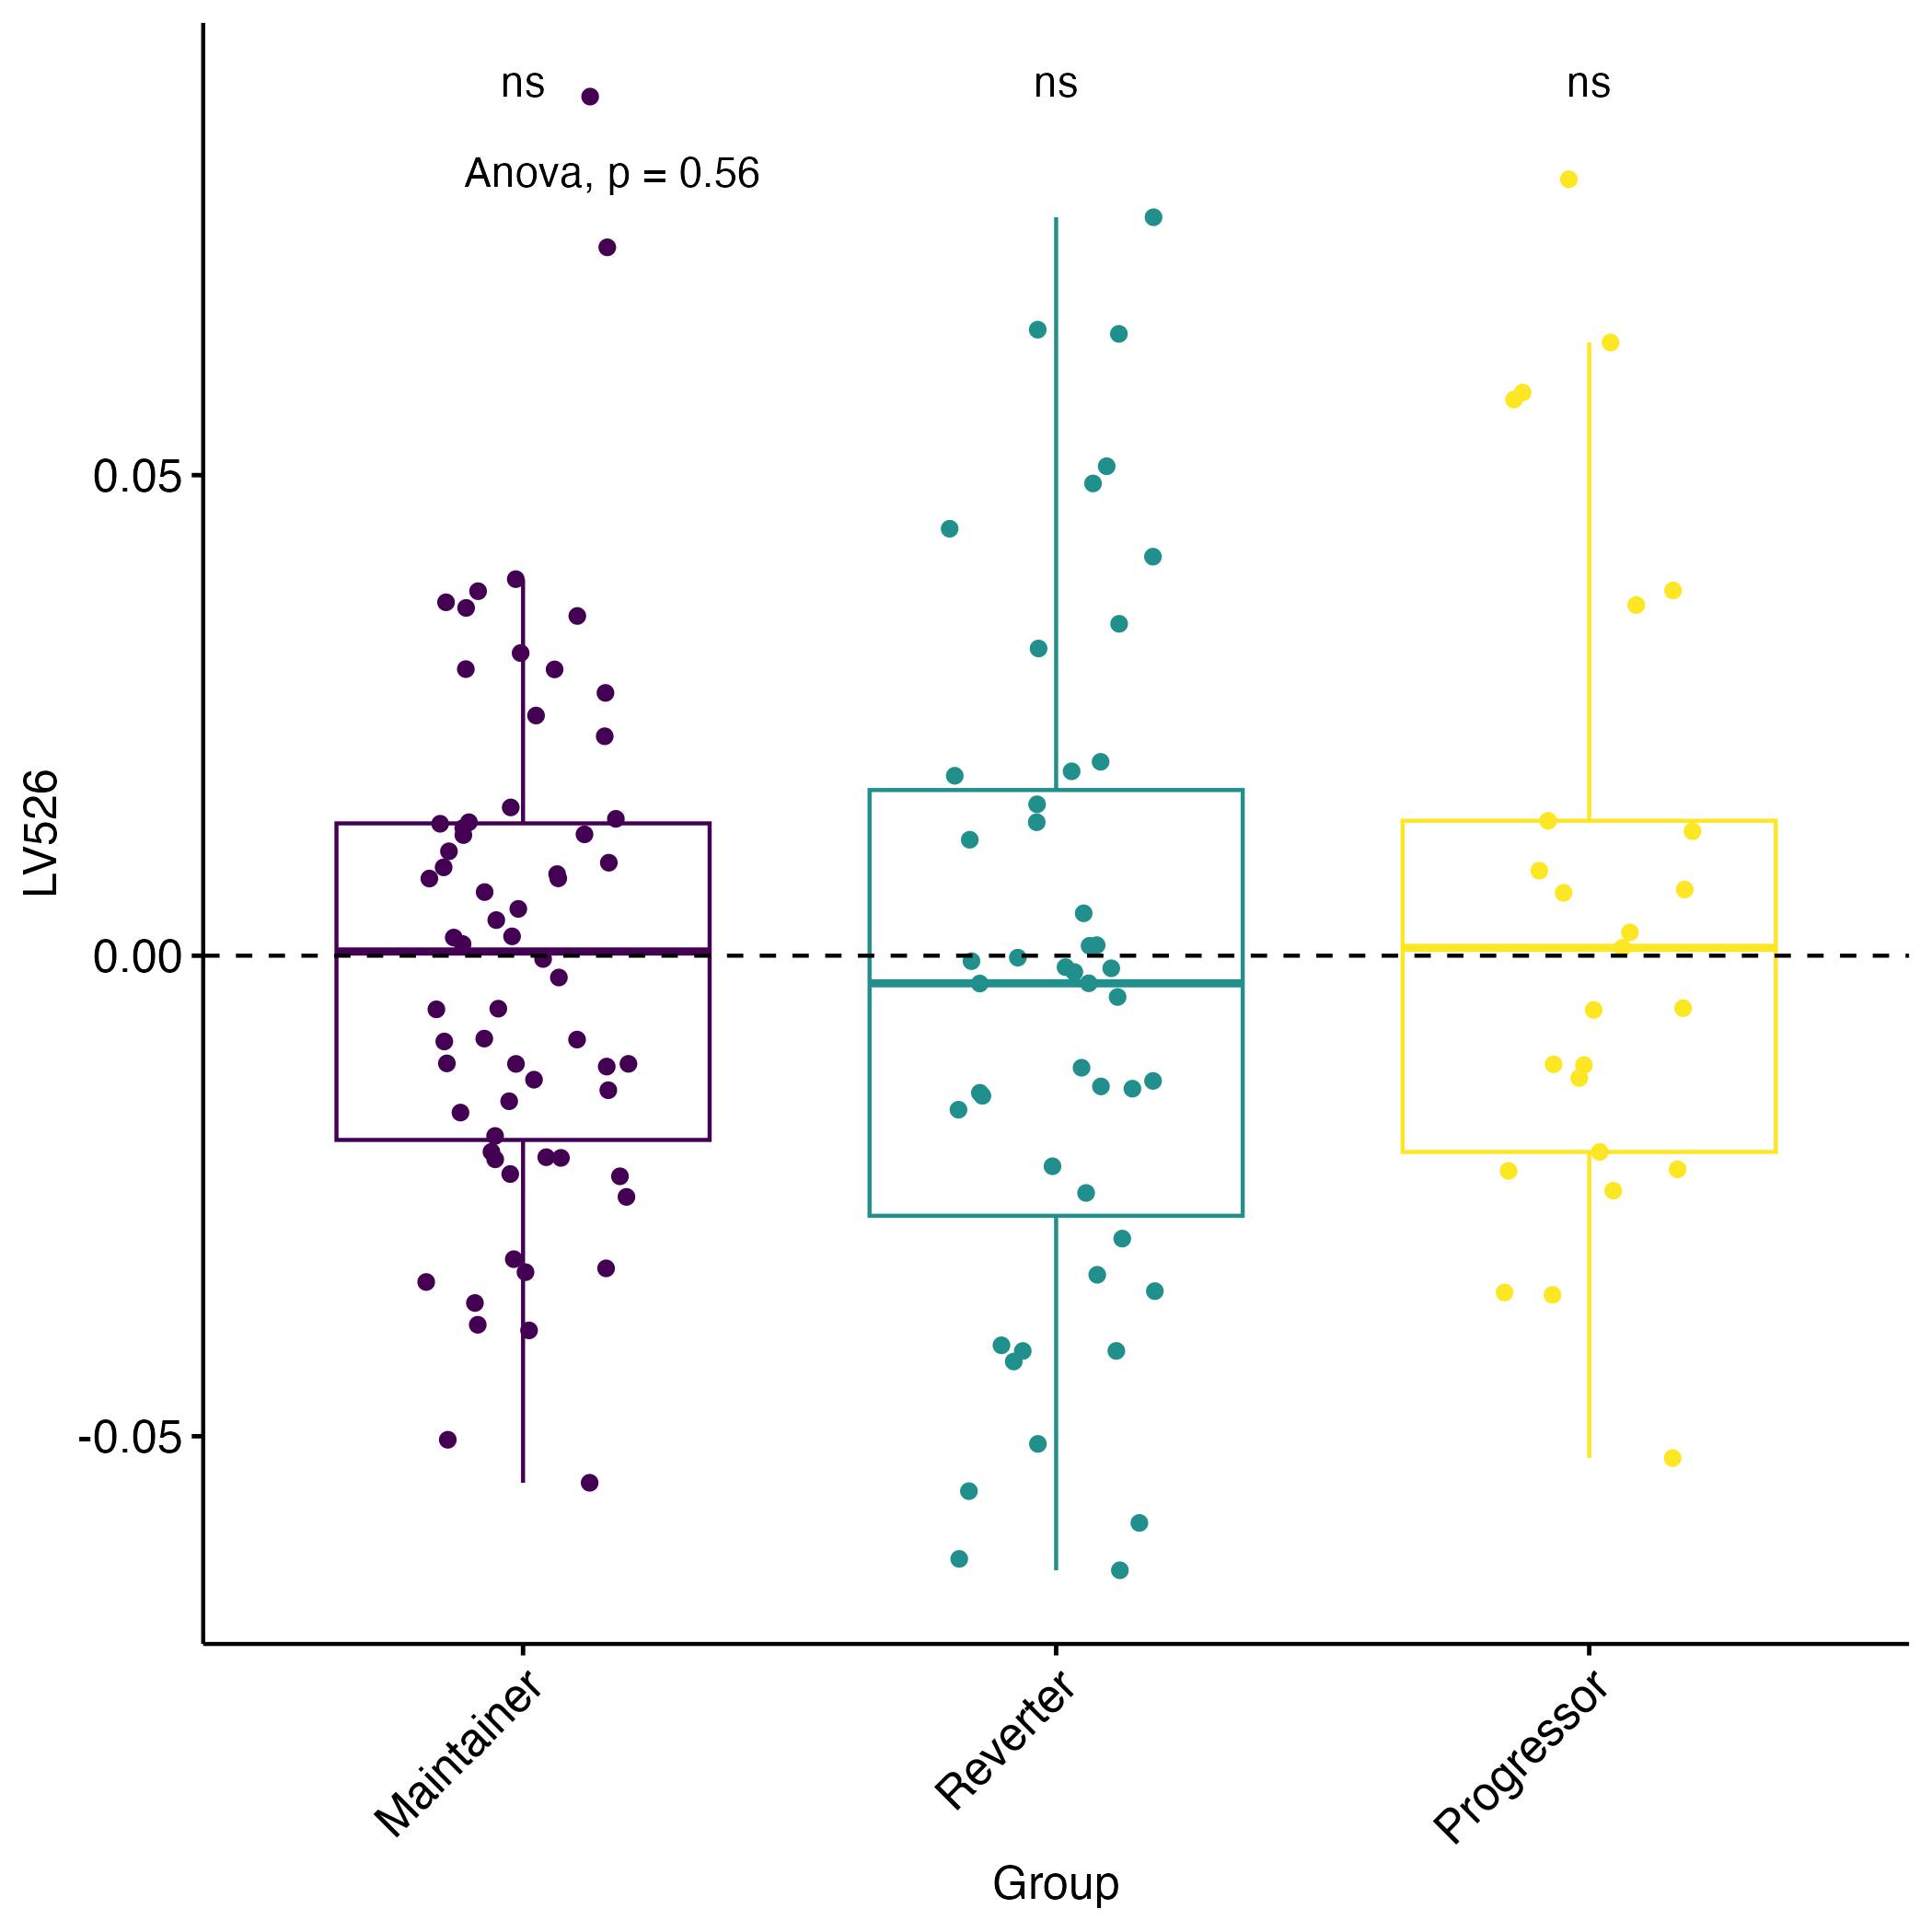 ns
ns
ns
Anova, p = 0.56
LV526
0.05
0.00
-0.05
Maintainer
Reverter
Progressor
Group